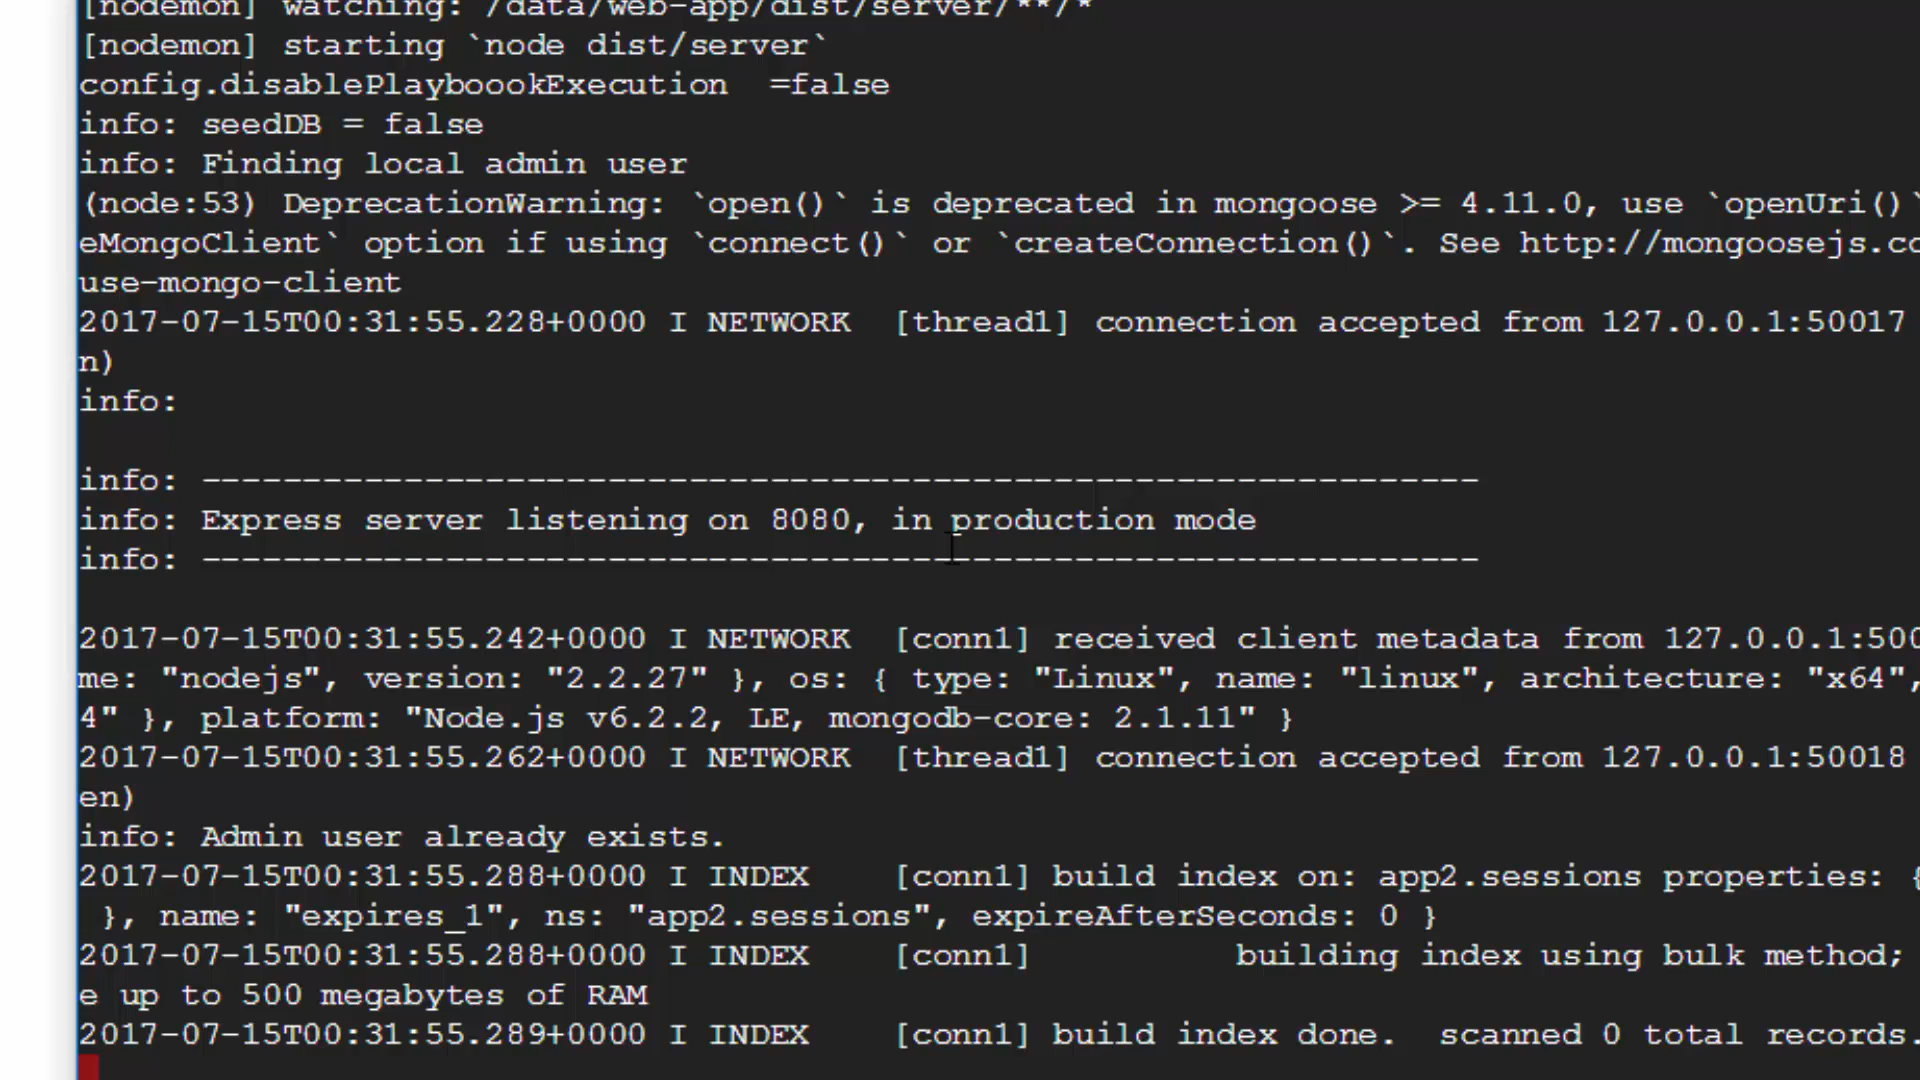 [nodemon] watching: /data/web-app/dist/server/**/*
[nodemon] starting `node dist/server`
config.disablePlayboookExecution  =false
info: seedDB = false
info: Finding local admin user
(node:53) DeprecationWarning: `open()` is deprecated in mongoose >= 4.11.0, use `openUri()`
eMongoClient` option if using `connect()` or `createConnection()`. See http://mongoosejs.co
use-mongo-client
2017-07-15T00:31:55.228+0000 I NETWORK  [thread1] connection accepted from 127.0.0.1:50017
n)
info:
info: ---------------------------------------------------------------
info: Express server listening on 8080, in production mode
info: ---------------------------------------------------------------
2017-07-15T00:31:55.242+0000 I NETWORK  [conn1] received client metadata from 127.0.0.1:500
me: "nodejs", version: "2.2.27" }, os: { type: "Linux", name: "linux", architecture: "x64",
4" }, platform: "Node.js v6.2.2, LE, mongodb-core: 2.1.11" }
2017-07-15T00:31:55.262+0000 I NETWORK  [thread1] connection accepted from 127.0.0.1:50018
en)
info: Admin user already exists.
2017-07-15T00:31:55.288+0000 I INDEX    [conn1] build index on: app2.sessions properties: {
 }, name: "expires_1", ns: "app2.sessions", expireAfterSeconds: 0 }
2017-07-15T00:31:55.288+0000 I INDEX    [conn1]          building index using bulk method;
e up to 500 megabytes of RAM
2017-07-15T00:31:55.289+0000 I INDEX    [conn1] build index done.  scanned 0 total records.